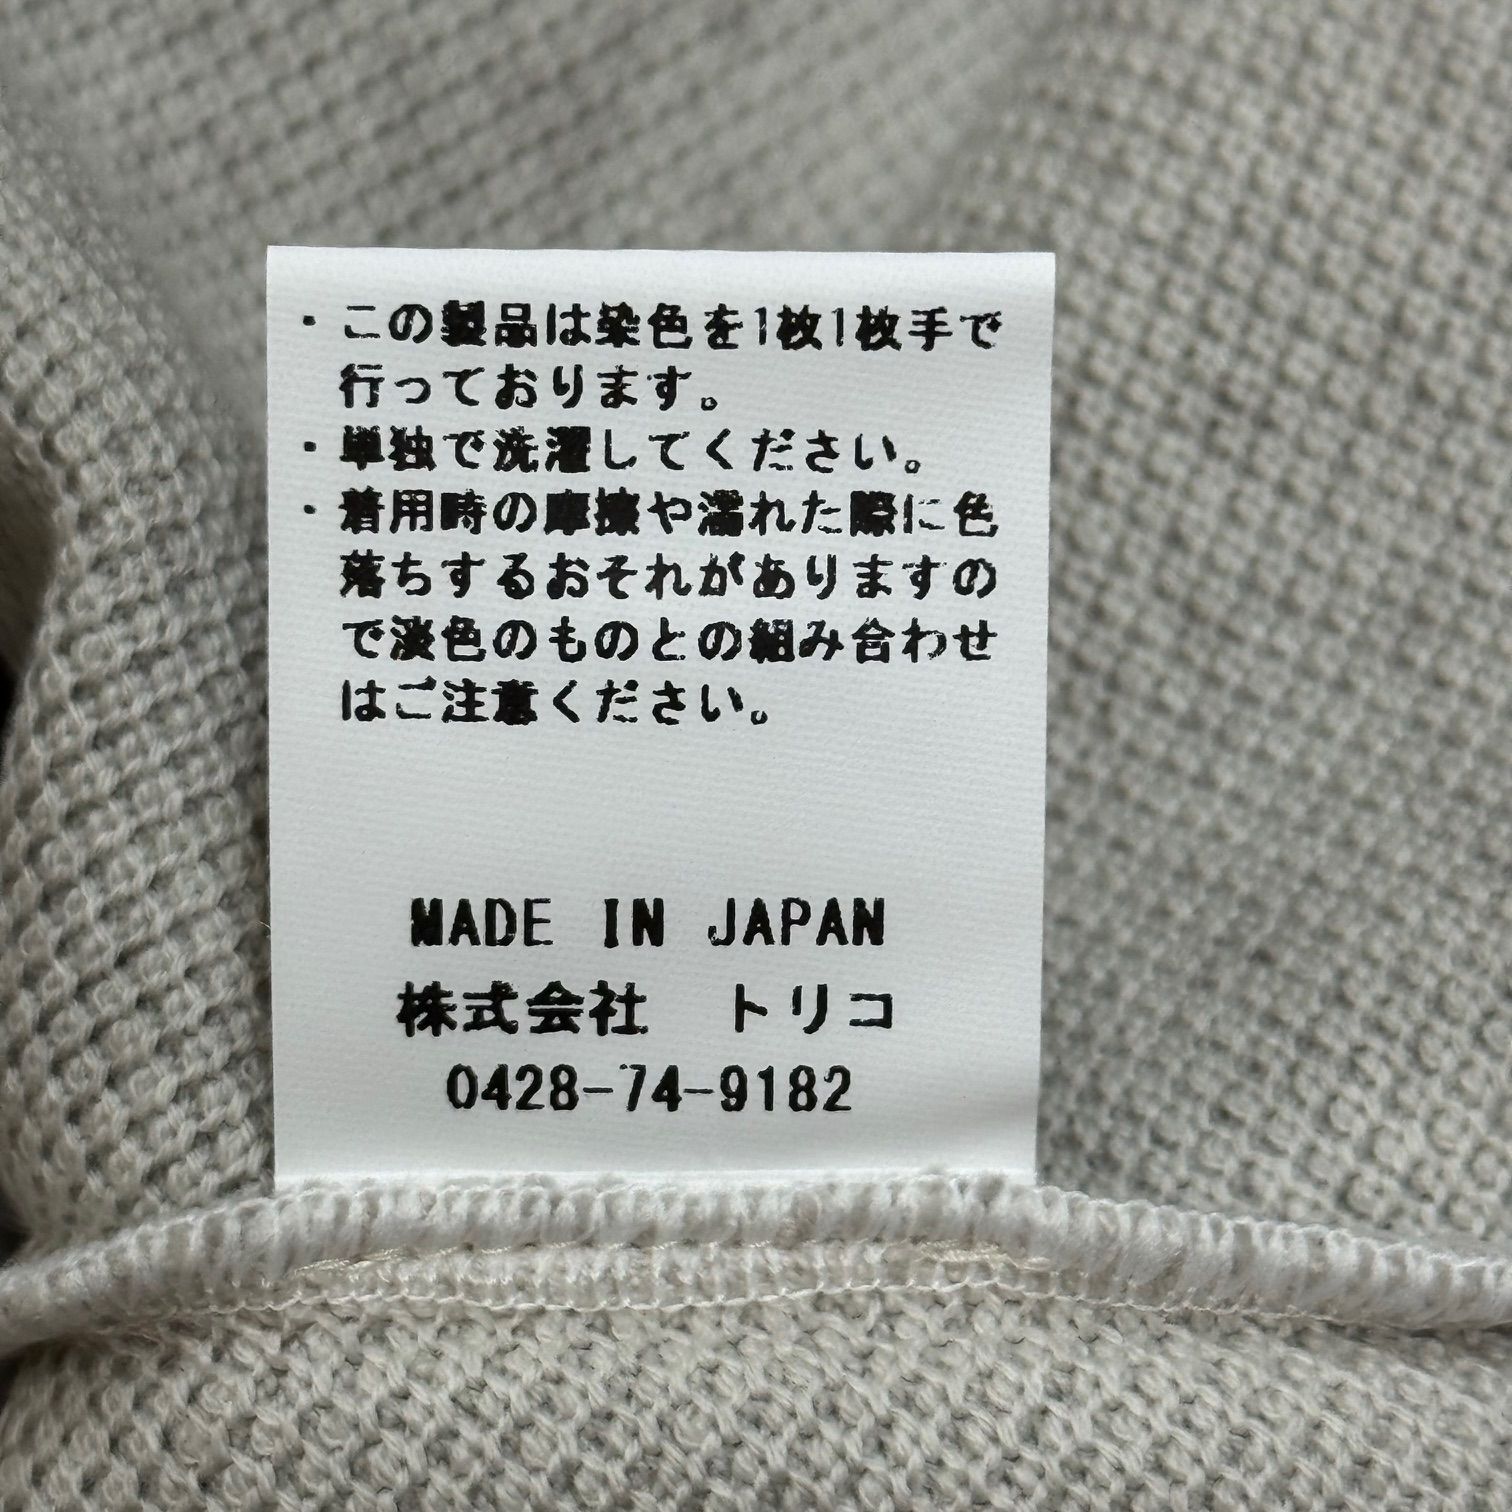 ・この製品は染色を1枚1枚手で
行っております。
・単独で洗濯してください。
・着用時の摩擦や濡れた際に色
落ちするおそれがありますの
で淡色のものとの組み合わせ
はご注意ください。
MADE IN JAPAN
株式会社　トリコ
0428-74-9182